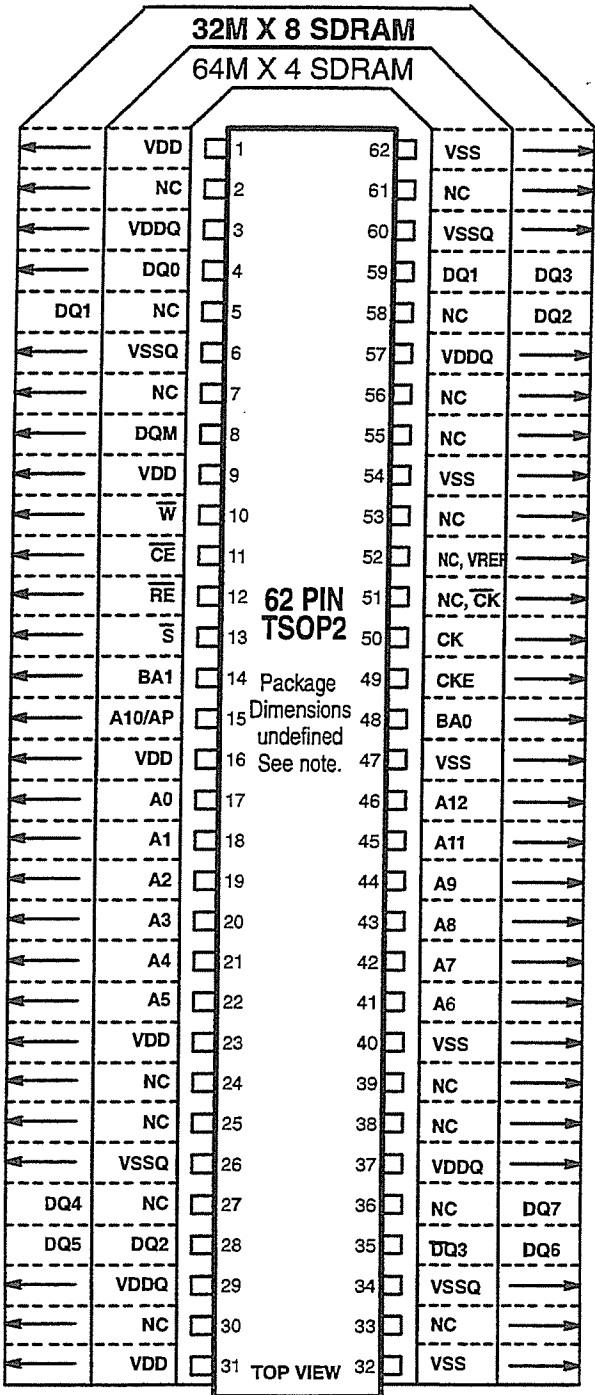 32M X 8 SDRAM
64M X 4 SDRAM
VDD 1 62 VSS
NC 2 61 NC
VDDQ 3 60 VSSQ
DQ0 4 59 DQ1 DQ3
DQ1 NC 5 58 NC DQ2
VSSQ 6 57 VDDQ
NC 7 56 NC
DQM 8 55 NC
VDD 9 54 VSS
W̅ 10 53 NC
C̅E̅ 11 52 NC, VREF
R̅E̅ 12 51 NC, C̅K̅
S̅ 13 50 CK
BA1 14 49 CKE
A10/AP 15 48 BA0
VDD 16 47 VSS
A0 17 46 A12
A1 18 45 A11
A2 19 44 A9
A3 20 43 A8
A4 21 42 A7
A5 22 41 A6
VDD 23 40 VSS
NC 24 39 NC
NC 25 38 NC
VSSQ 26 37 VDDQ
DQ4 NC 27 36 NC DQ7
DQ5 DQ2 28 35 DQ3 DQ6
VDDQ 29 34 VSSQ
NC 30 33 NC
VDD 31 32 VSS
62 PIN
TSOP2
Package
Dimensions
undefined
See note.
TOP VIEW